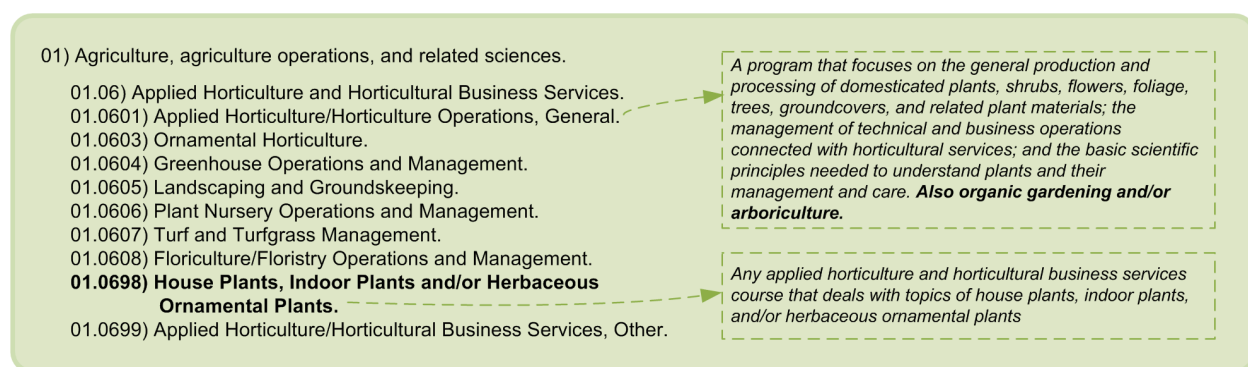 01) Agriculture, agriculture operations, and related sciences.
01.06) Applied Horticulture and Horticultural Business Services.
01.0601) Applied Horticulture/Horticulture Operations, General.
01.0603) Ornamental Horticulture.
01.0604) Greenhouse Operations and Management.
01.0605) Landscaping and Groundskeeping.
01.0606) Plant Nursery Operations and Management.
01.0607) Turf and Turfgrass Management.
01.0608) Floriculture/Floristry Operations and Management.
01.0698) House Plants, Indoor Plants and/or Herbaceous
Ornamental Plants.
01.0699) Applied Horticulture/Horticultural Business Services, Other.
A program that focuses on the general production and
processing of domesticated plants, shrubs, flowers, foliage,
trees, groundcovers, and related plant materials; the
management of technical and business operations
connected with horticultural services; and the basic scientific
principles needed to understand plants and their
management and care. Also organic gardening and/or
arboriculture.
Any applied horticulture and horticultural business services
course that deals with topics of house plants, indoor plants,
and/or herbaceous ornamental plants